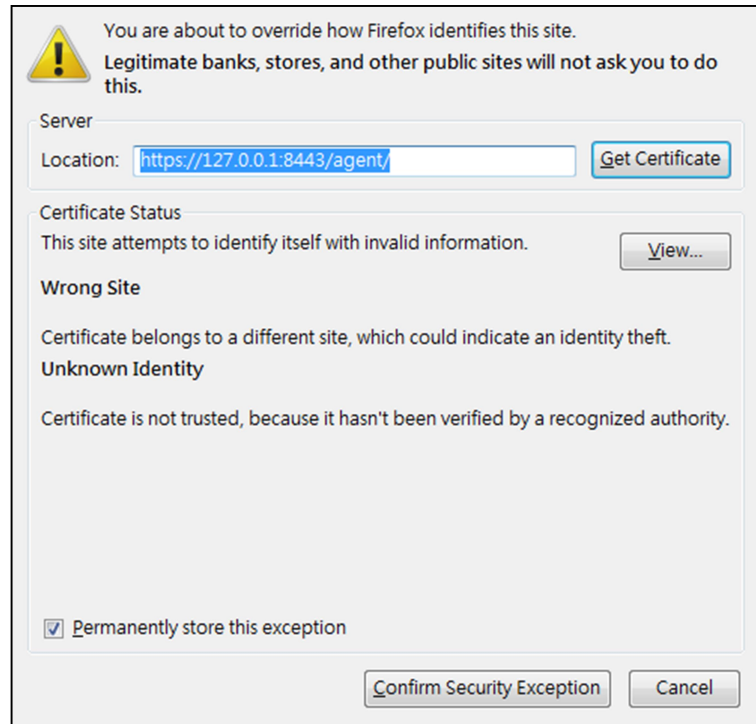 You are about to override how Firefox identifies this site.
Legitimate banks, stores, and other public sites will not ask you to do
this.
Server
Location: https://127.0.0.1:8443/agent/ Get Certificate
Certificate Status
This site attempts to identify itself with invalid information. View...
Wrong Site
Certificate belongs to a different site, which could indicate an identity theft.
Unknown Identity
Certificate is not trusted, because it hasn't been verified by a recognized authority.
Permanently store this exception
Confirm Security Exception Cancel